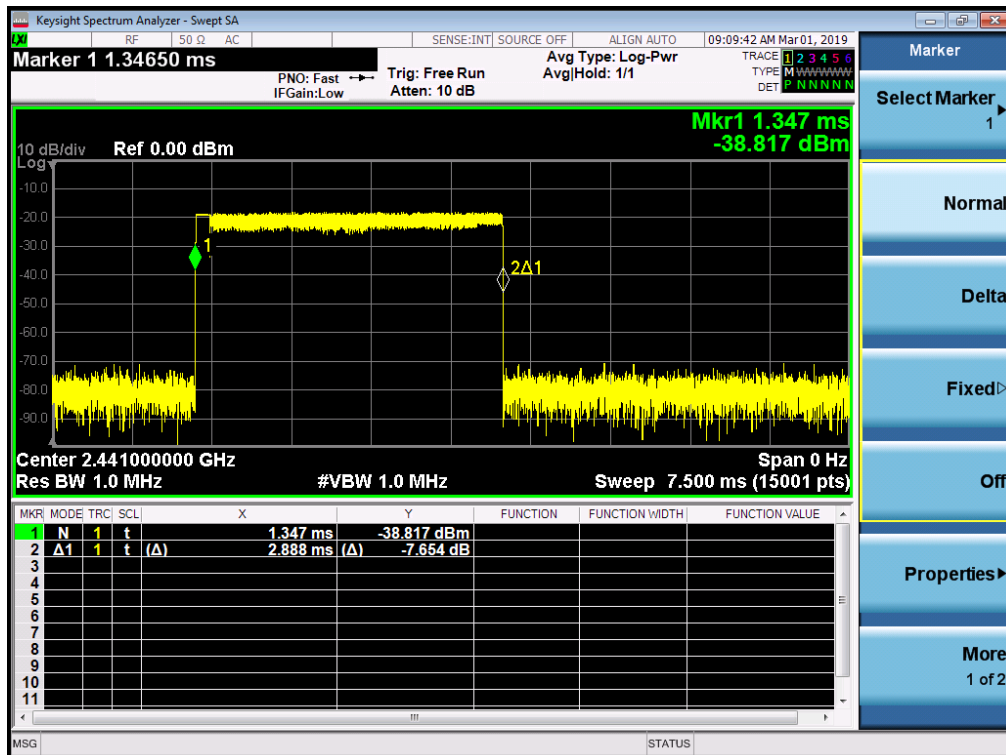 Keysight Spectrum Analyzer - Swept SA
LXI RF 50 Ω AC SENSE:INT SOURCE OFF ALIGN AUTO 09:09:42 AM Mar 01, 2019
Marker 1 1.34650 ms
PNO: Fast
IFGain:Low
Trig: Free Run
Atten: 10 dB
Avg Type: Log-Pwr
Avg|Hold: 1/1
TRACE 1 2 3 4 5 6
TYPE M WWWWW
DET P N N N N N
Mkr1 1.347 ms
-38.817 dBm
10 dB/div Ref 0.00 dBm
Log
-10.0
-20.0
-30.0
-40.0
-50.0
-60.0
-70.0
-80.0
-90.0
1
2Δ1
Center 2.441000000 GHz Span 0 Hz
Res BW 1.0 MHz #VBW 1.0 MHz Sweep 7.500 ms (15001 pts)
MKR MODE TRC SCL X Y FUNCTION FUNCTION WIDTH FUNCTION VALUE
1 N 1 t 1.347 ms -38.817 dBm
2 Δ1 1 t (Δ) 2.888 ms (Δ) -7.654 dB
3
4
5
6
7
8
9
10
11
MSG STATUS
Marker
Select Marker
1
Normal
Delta
Fixed
Off
Properties
More
1 of 2